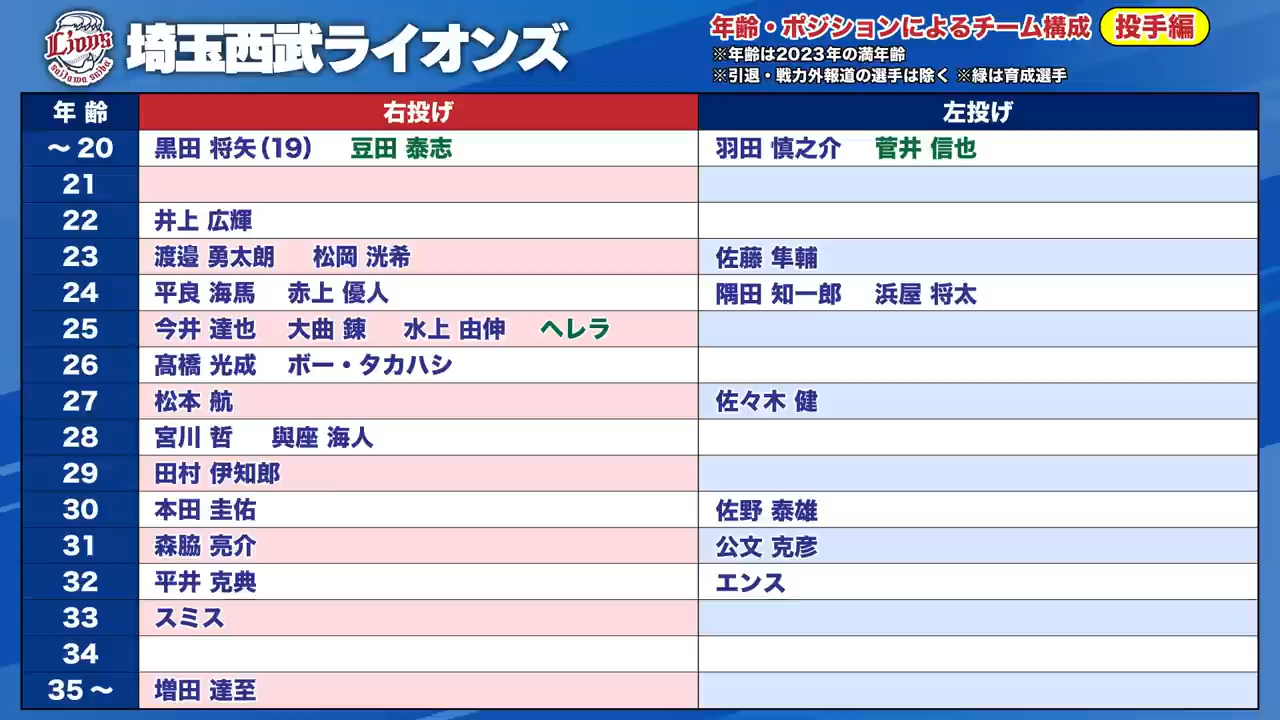 Lions
Saitama Seibu
埼玉西武ライオンズ
年齢・ポジションによるチーム構成 投手編
※年齢は2023年の満年齢
※引退・戦力外報道の選手は除く ※緑は育成選手
年齢 右投げ 左投げ
～20 黒田 将矢(19) 豆田 泰志 羽田 慎之介 菅井 信也
21
22 井上 広輝
23 渡邉 勇太朗 松岡 洸希 佐藤 隼輔
24 平良 海馬 赤上 優人 隅田 知一郎 浜屋 将太
25 今井 達也 大曲 錬 水上 由伸 ヘレラ
26 髙橋 光成 ボー・タカハシ
27 松本 航 佐々木 健
28 宮川 哲 與座 海人
29 田村 伊知郎
30 本田 圭佑 佐野 泰雄
31 森脇 亮介 公文 克彦
32 平井 克典 エンス
33 スミス
34
35～ 増田 達至